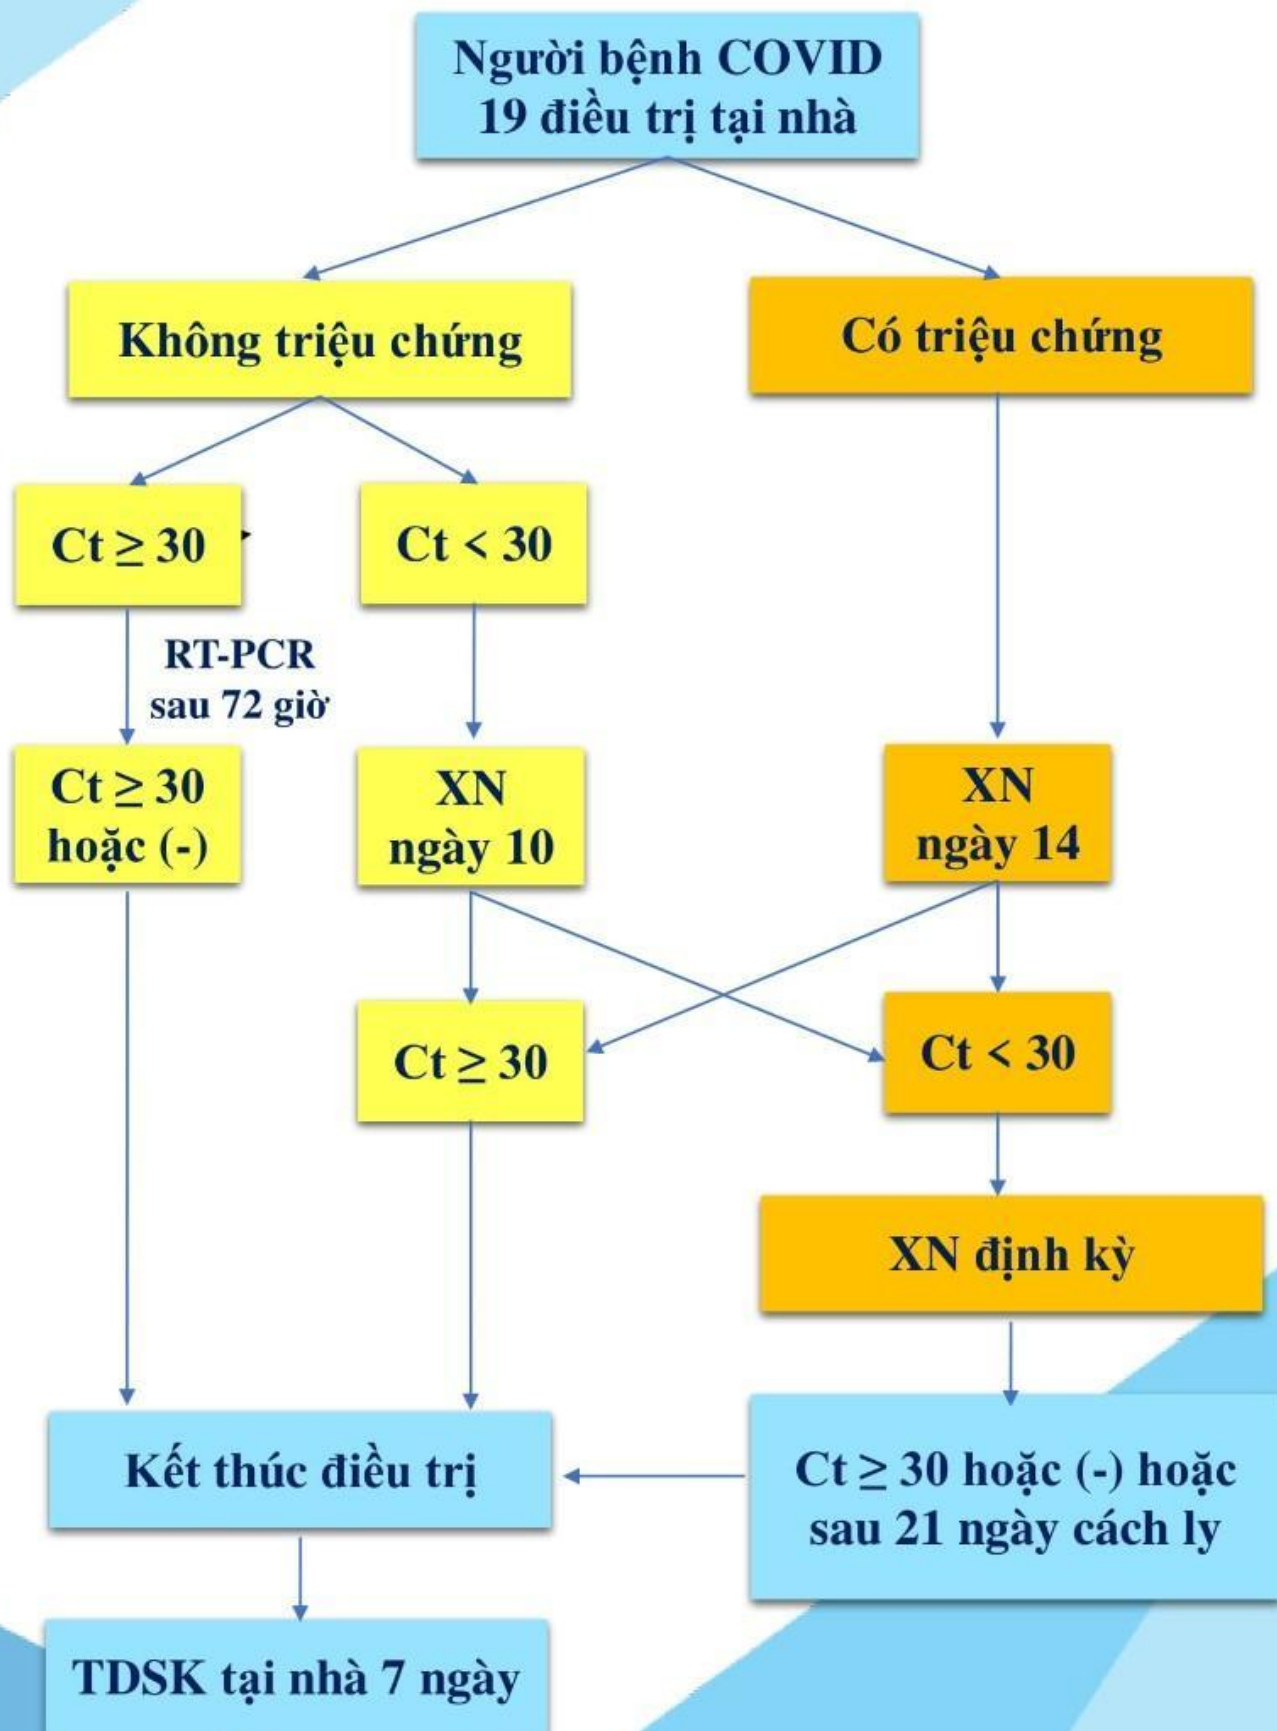 Người bệnh COVID
19 điều trị tại nhà
Không triệu chứng
Có triệu chứng
Ct ≥ 30
Ct < 30
RT-PCR
sau 72 giờ
Ct ≥ 30
hoặc (-)
XN
ngày 10
XN
ngày 14
Ct ≥ 30
Ct < 30
XN định kỳ
Kết thúc điều trị
Ct ≥ 30 hoặc (-) hoặc
sau 21 ngày cách ly
TDSK tại nhà 7 ngày